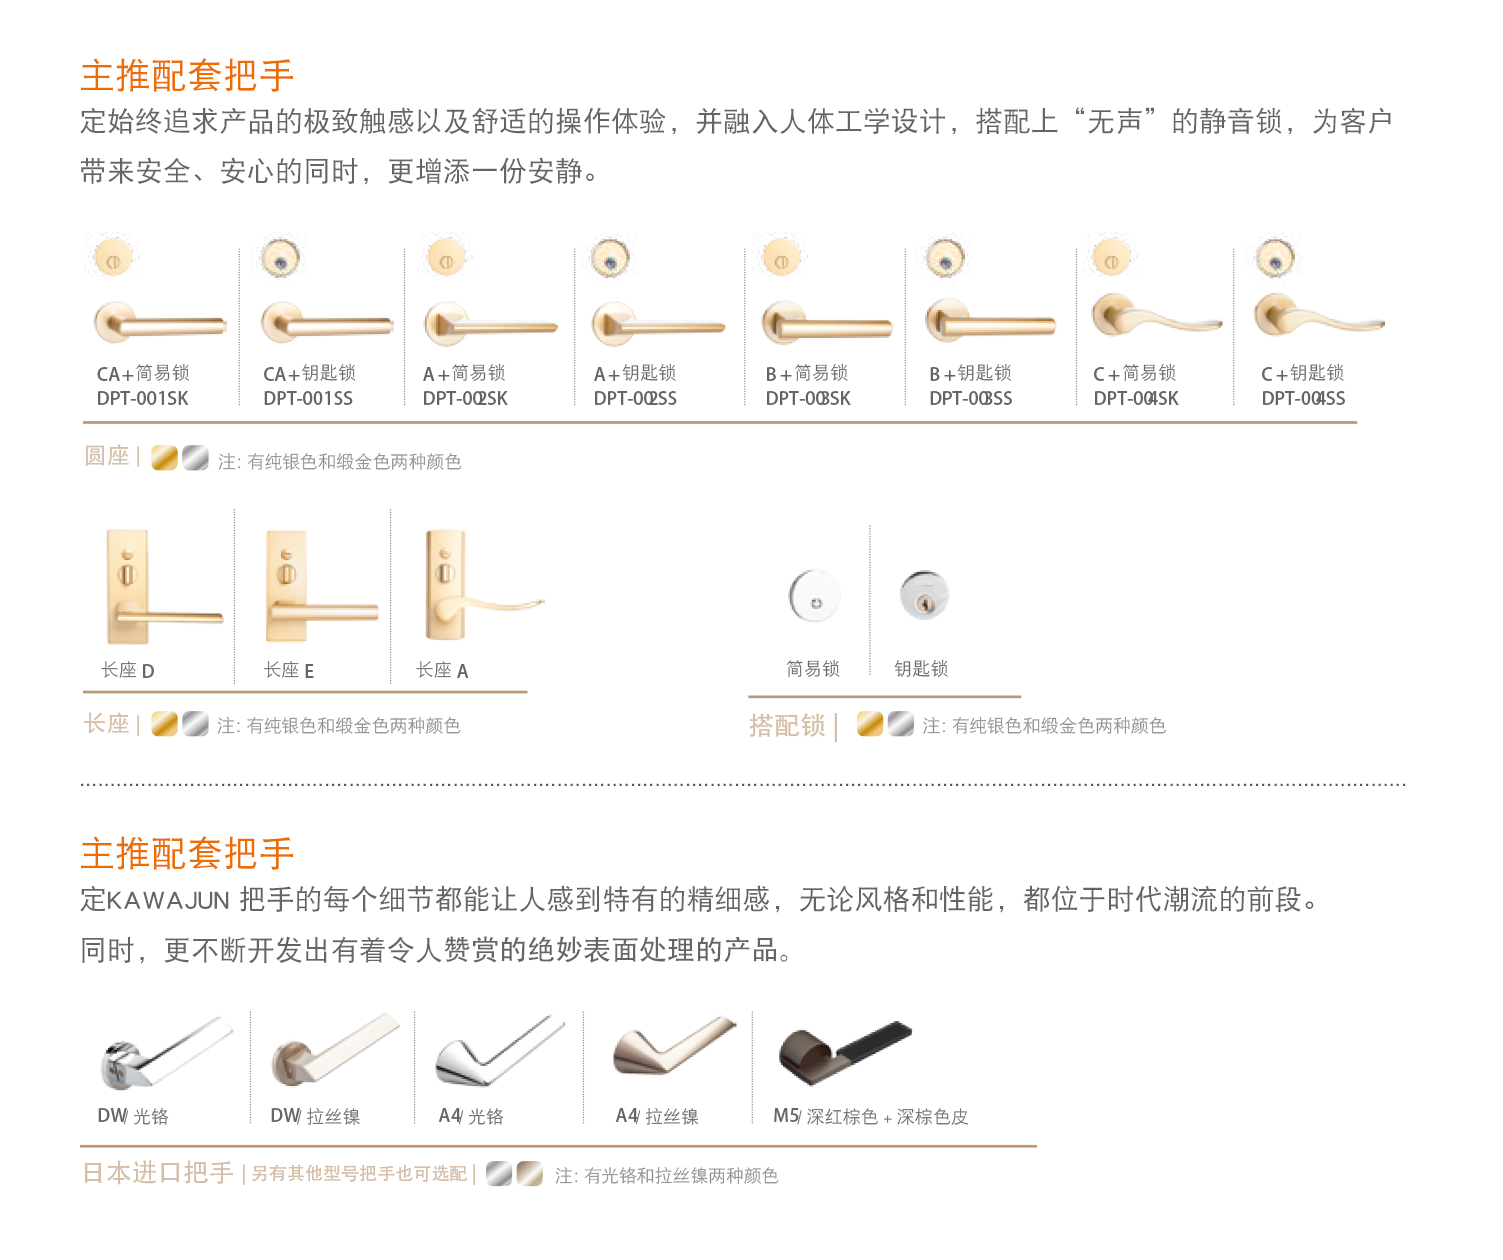 主推配套把手
定始终追求产品的极致触感以及舒适的操作体验，并融入人体工学设计，搭配上“无声”的静音锁，为客户
带来安全、安心的同时，更增添一份安静。
CA+简易锁 CA+钥匙锁 A+简易锁 A+钥匙锁 B+简易锁 B+钥匙锁 C+简易锁 C+钥匙锁
DPT-001SK DPT-001SS DPT-002SK DPT-002SS DPT-003SK DPT-003SS DPT-004SK DPT-004SS
圆座| 注: 有纯银色和缎金色两种颜色
长座 D 长座 E 长座 A 简易锁 钥匙锁
长座| 注: 有纯银色和缎金色两种颜色 搭配锁| 注: 有纯银色和缎金色两种颜色
主推配套把手
定KAWAJUN 把手的每个细节都能让人感到特有的精细感，无论风格和性能，都位于时代潮流的前段。
同时，更不断开发出有着令人赞赏的绝妙表面处理的产品。
DW/ 光铬 DW/ 拉丝镍 A4/ 光铬 A4/ 拉丝镍 M5/ 深红棕色 + 深棕色皮
日本进口把手 |另有其他型号把手也可选配| 注: 有光铬和拉丝镍两种颜色